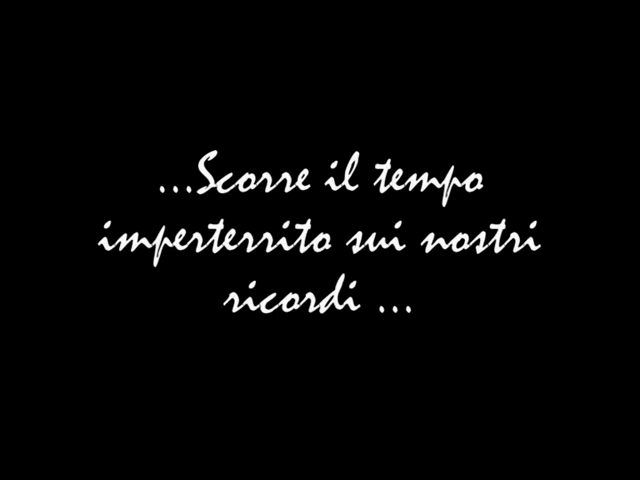 ...Scorre il tempo
imperterrito sui nostri
ricordi ...